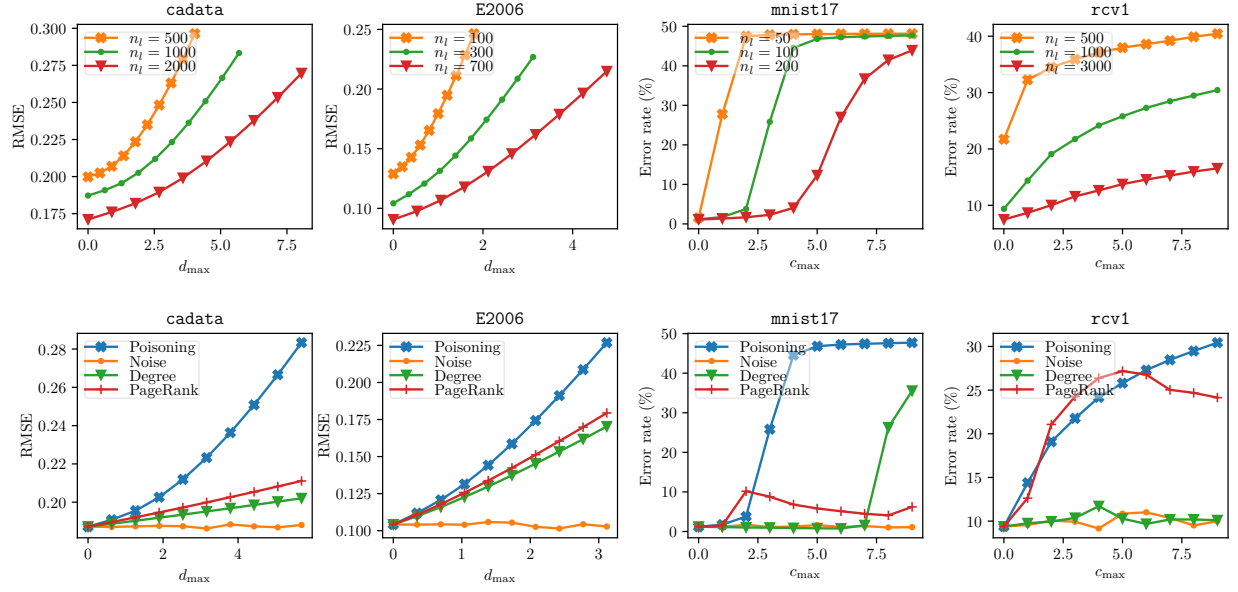 cadata
E2006
mnist17
rcv1
0.300
0.275
0.250
0.225
0.200
0.175
RMSE
n_l = 500
n_l = 1000
n_l = 2000
0.0 2.5 5.0 7.5
d_max
0.25
0.20
0.15
0.10
RMSE
n_l = 100
n_l = 300
n_l = 700
0 2 4
d_max
50
40
30
20
10
0
Error rate (%)
n_l = 50
n_l = 100
n_l = 200
0.0 2.5 5.0 7.5
c_max
40
30
20
10
Error rate (%)
n_l = 500
n_l = 1000
n_l = 3000
0.0 2.5 5.0 7.5
c_max
cadata
E2006
mnist17
rcv1
0.28
0.26
0.24
0.22
0.20
RMSE
Poisoning
Noise
Degree
PageRank
0 2 4
d_max
0.225
0.200
0.175
0.150
0.125
0.100
RMSE
Poisoning
Noise
Degree
PageRank
0 1 2 3
d_max
50
40
30
20
10
0
Error rate (%)
Poisoning
Noise
Degree
PageRank
0.0 2.5 5.0 7.5
c_max
30
25
20
15
10
Error rate (%)
Poisoning
Noise
Degree
PageRank
0.0 2.5 5.0 7.5
c_max